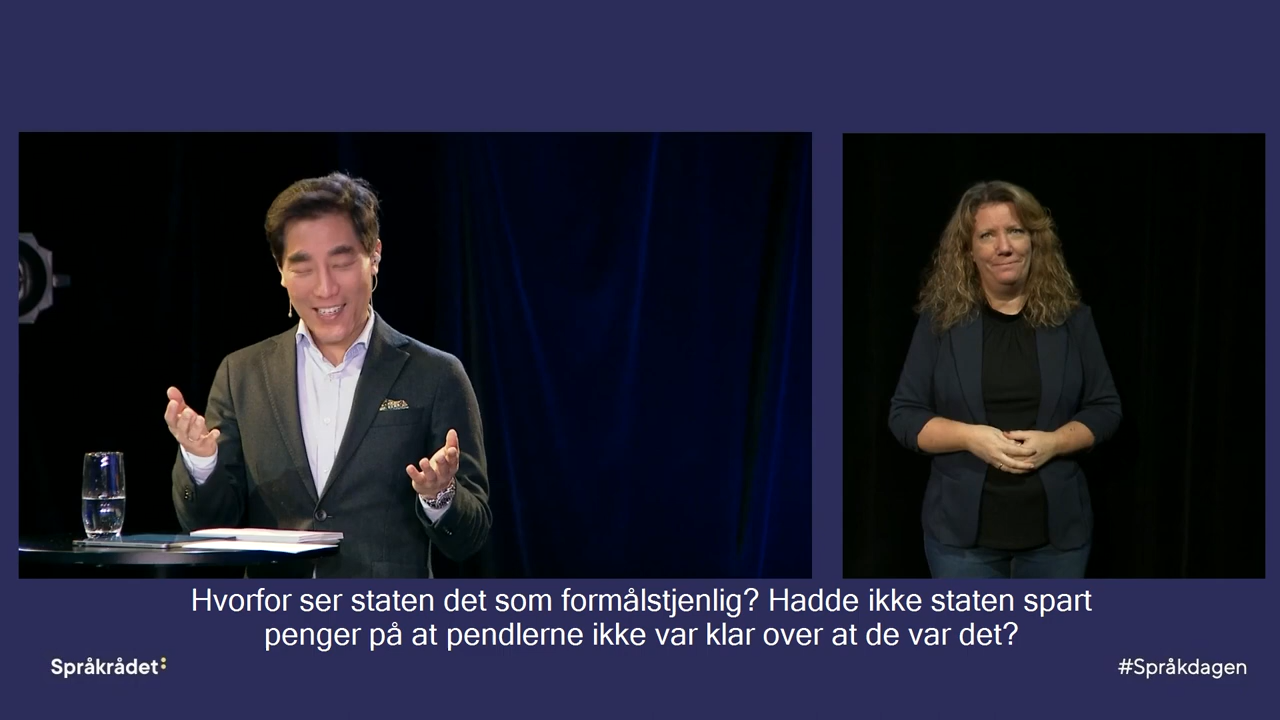 Hvorfor ser staten det som formålstjenlig? Hadde ikke staten spart
penger på at pendlerne ikke var klar over at de var det?
Språkrådet:
#Språkdagen